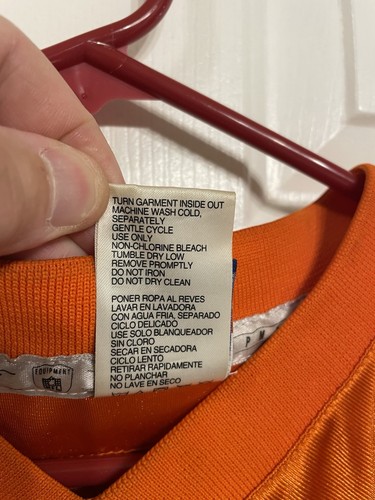 TURN GARMENT INSIDE OUT
MACHINE WASH COLD,
SEPARATELY
GENTLE CYCLE
USE ONLY
NON-CHLORINE BLEACH
TUMBLE DRY LOW
REMOVE PROMPTLY
DO NOT IRON
DO NOT DRY CLEAN
PONER ROPA AL REVES
LAVAR EN LAVADORA
CON AGUA FRIA, SEPARADO
CICLO DELICADO
USE SOLO BLANQUEADOR
SIN CLORO
SECAR EN SECADORA
CICLO LENTO
RETIRAR RAPIDAMENTE
NO PLANCHAR
NO LAVE EN SECO
EQUIPMENT
NFL
P M